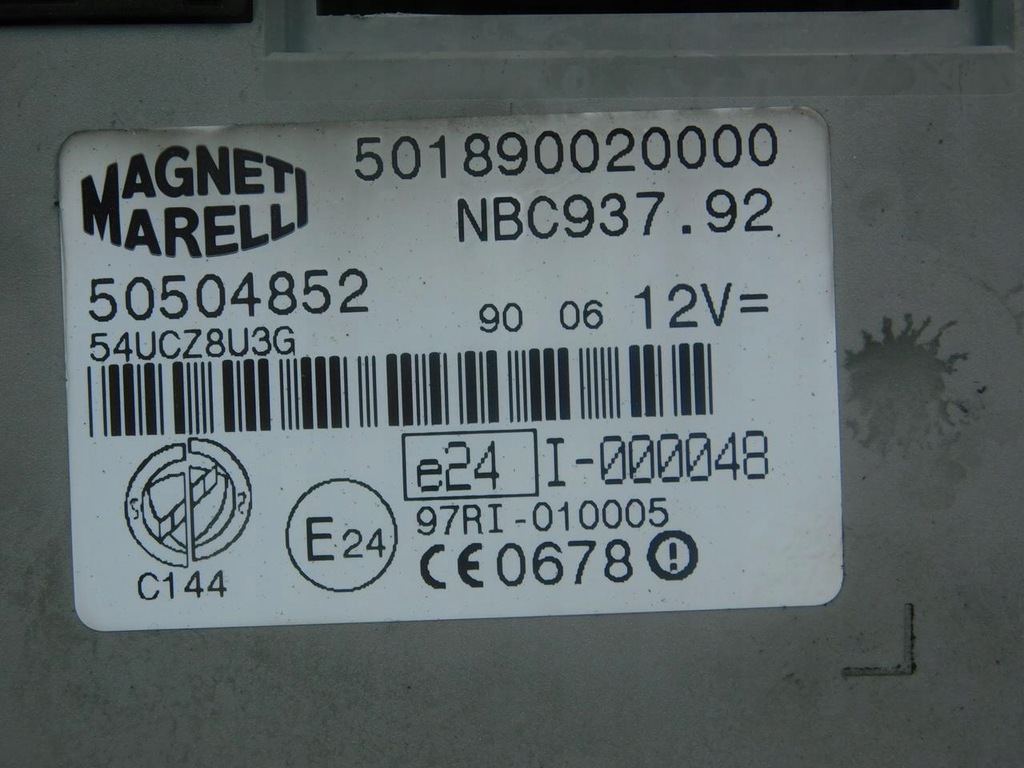 MAGNETI
MARELLI
501890020000
NBC937.92
50504852
90 06 12V=
54UCZ8U3G
e24 I-000048
97RI-010005
E24
CE0678
C144